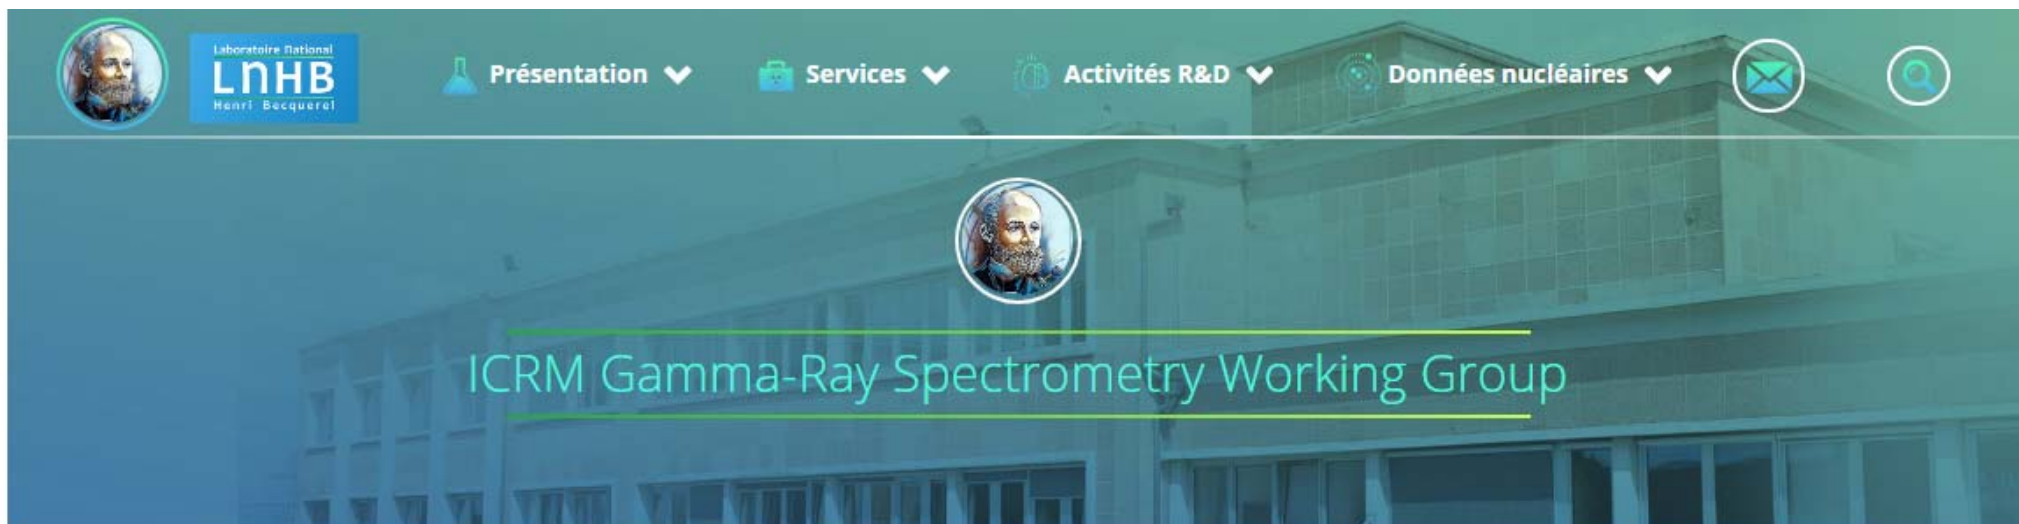 Laboratoire National
LNHB
Henri Becquerel
Présentation
Services
Activités R&D
Données nucléaires
ICRM Gamma-Ray Spectrometry Working Group